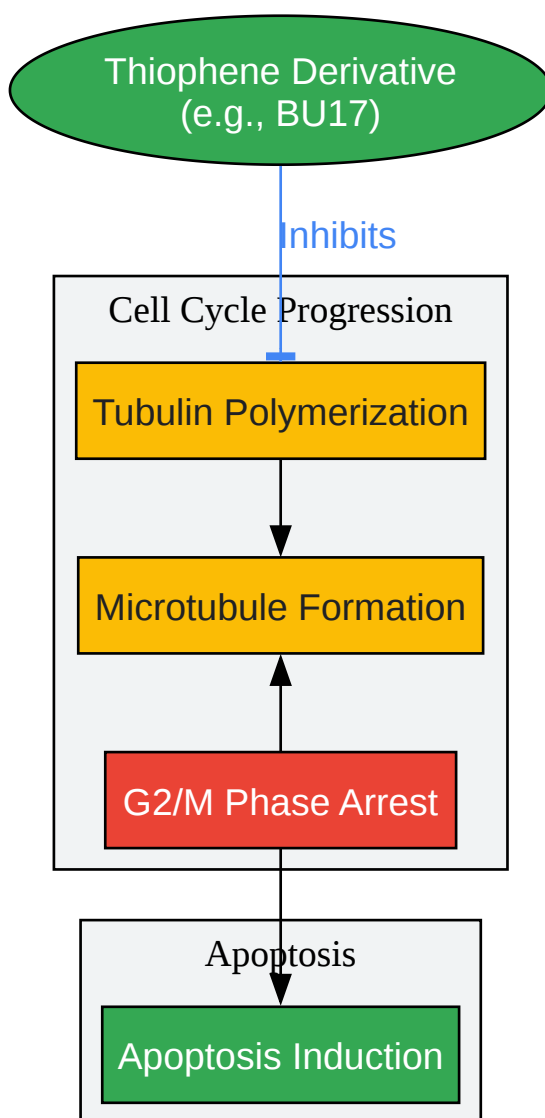 Thiophene Derivative
(e.g., BU17)
Inhibits
Cell Cycle Progression
Tubulin Polymerization
Microtubule Formation
G2/M Phase Arrest
Apoptosis
Apoptosis Induction